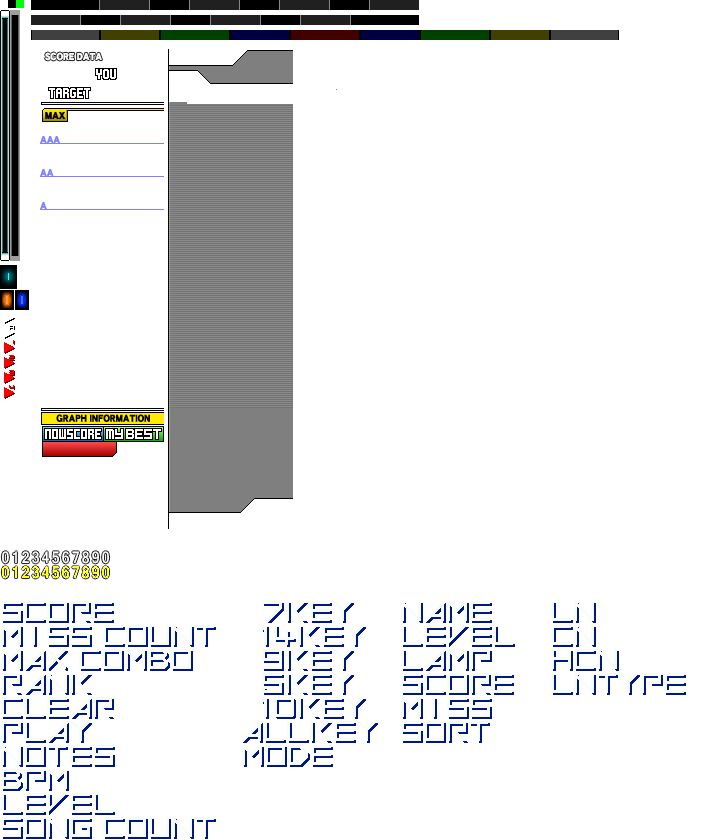 SCORE DATA
YOU
TARGET
MAX
AAA
AA
A
GRAPH INFORMATION
NOWSCORE MY BEST
01234567890
01234567890
SCORE 7KEY NAME LN
MISS COUNT 14KEY LEVEL CN
MAX COMBO 9KEY LAMP HCN
RANK 5KEY SCORE LNTYPE
CLEAR 10KEY MISS
PLAY ALLKEY SORT
NOTES MODE
BPM
LEVEL
SONG COUNT